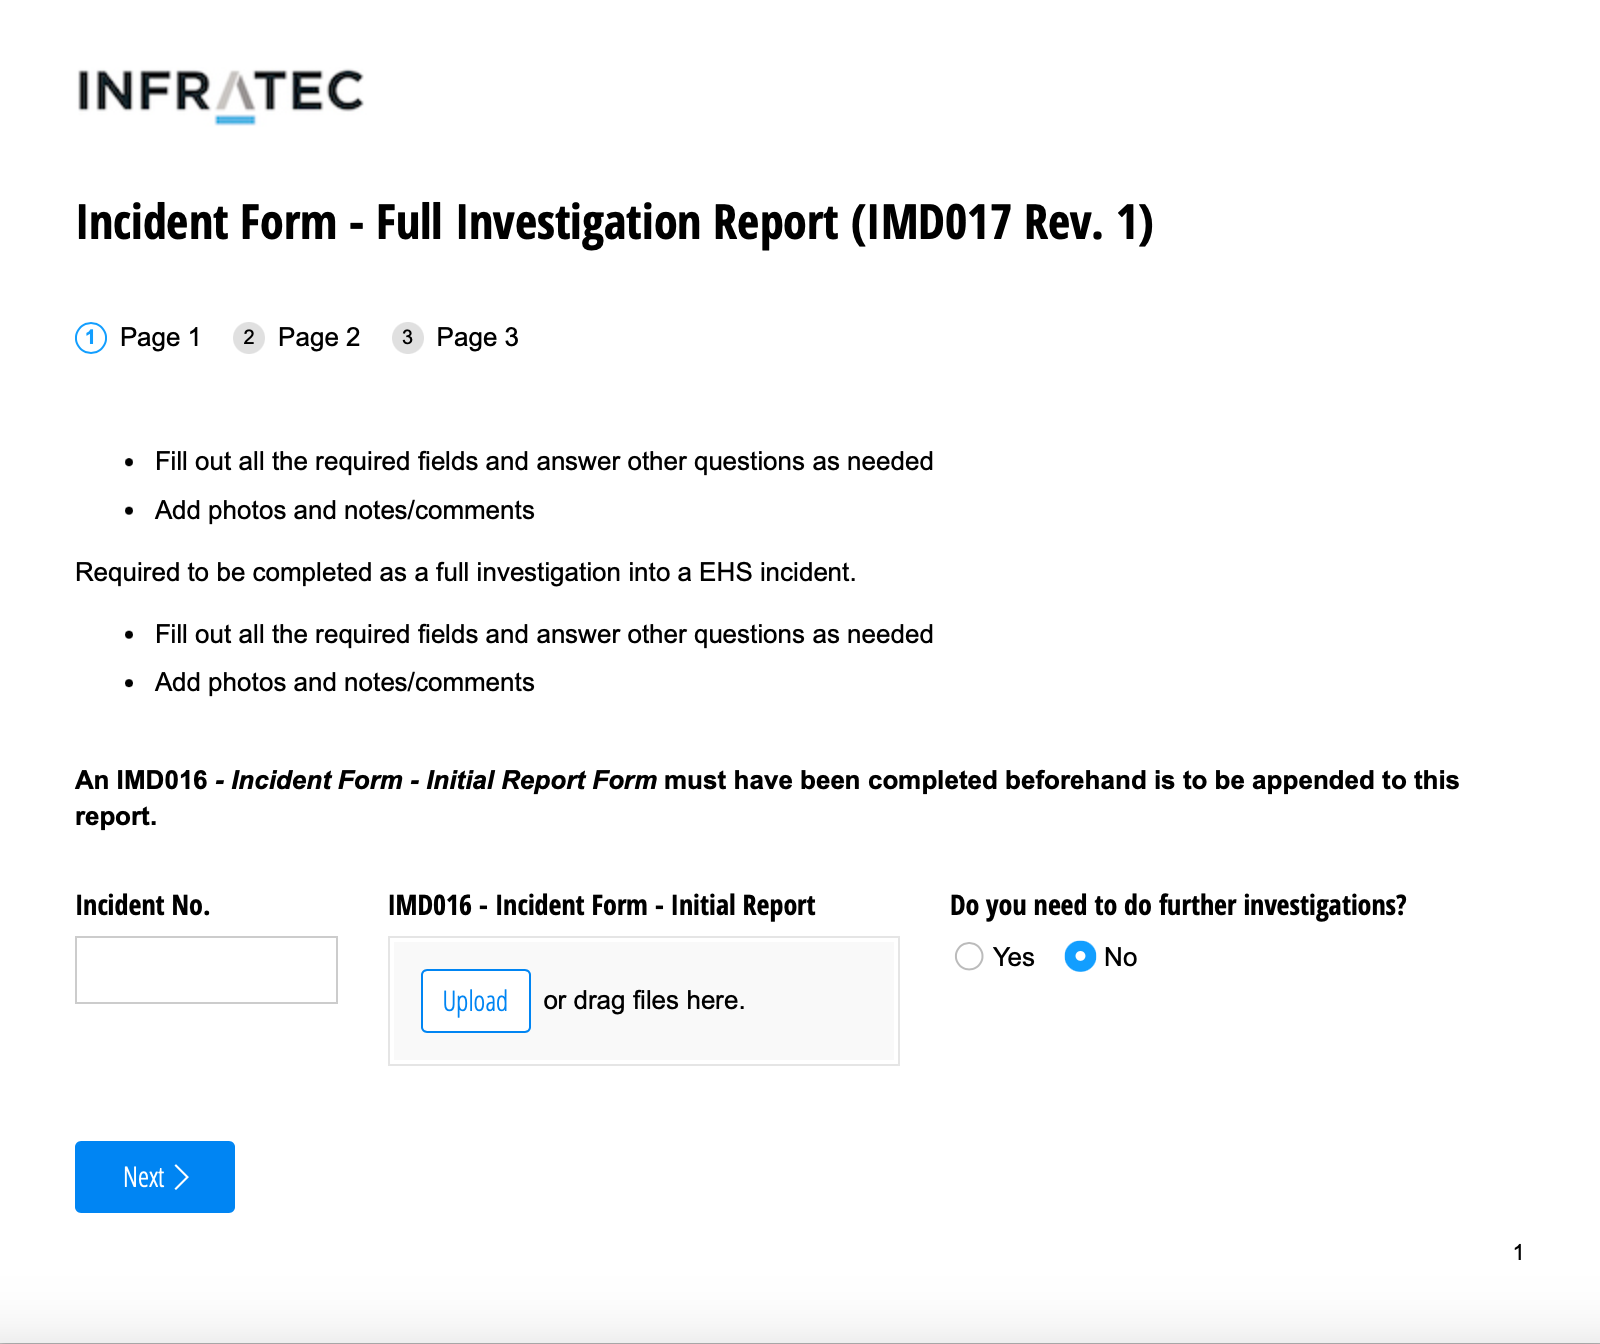 INFRATEC
Incident Form - Full Investigation Report (IMD017 Rev. 1)
1 Page 1 2 Page 2 3 Page 3
• Fill out all the required fields and answer other questions as needed
• Add photos and notes/comments
Required to be completed as a full investigation into a EHS incident.
• Fill out all the required fields and answer other questions as needed
• Add photos and notes/comments
An IMD016 - Incident Form - Initial Report Form must have been completed beforehand is to be appended to this
report.
Incident No. IMD016 - Incident Form - Initial Report Do you need to do further investigations?
Yes No
Upload or drag files here.
Next
1